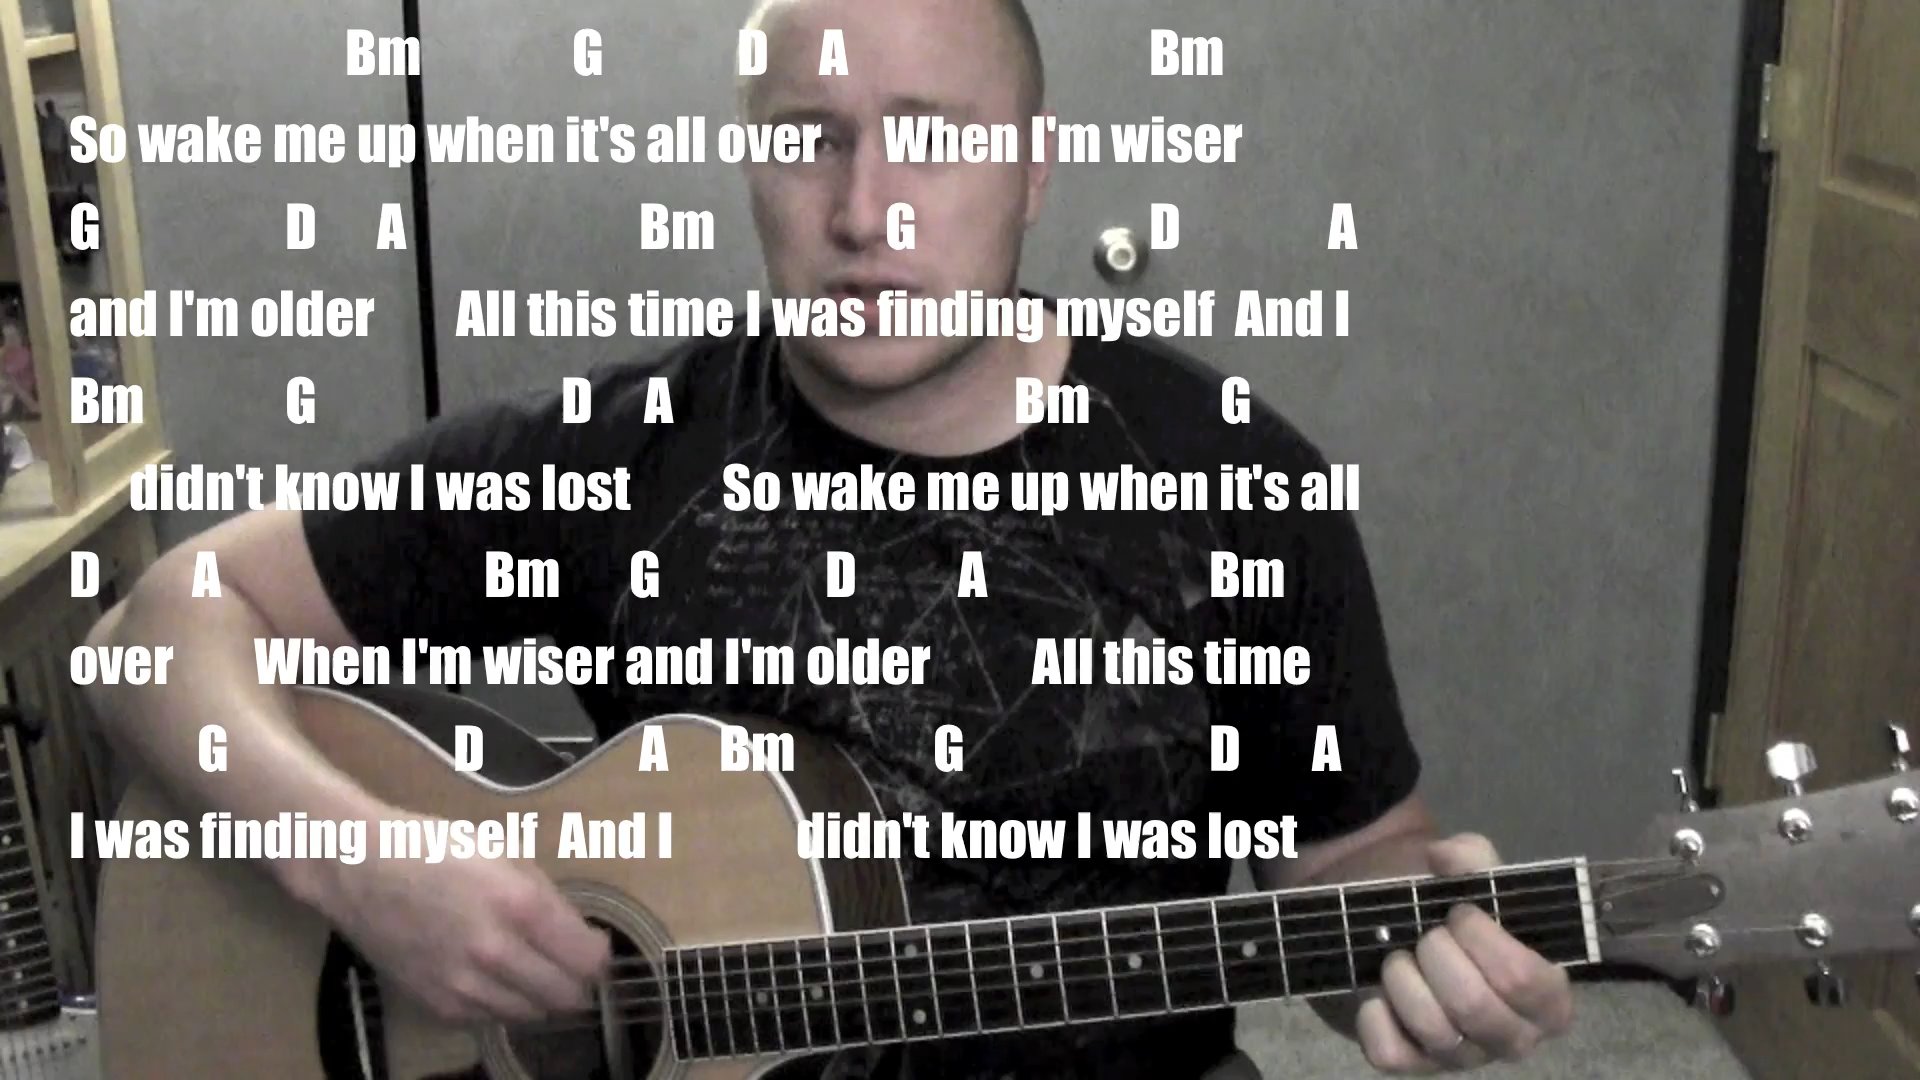 Bm G D A Bm
So wake me up when it's all over When I'm wiser
G D A Bm G D A
and I'm older All this time I was finding myself And I
Bm G D A Bm G
didn't know I was lost So wake me up when it's all
D A Bm G D A Bm
over When I'm wiser and I'm older All this time
G D A Bm G D A
I was finding myself And I didn't know I was lost